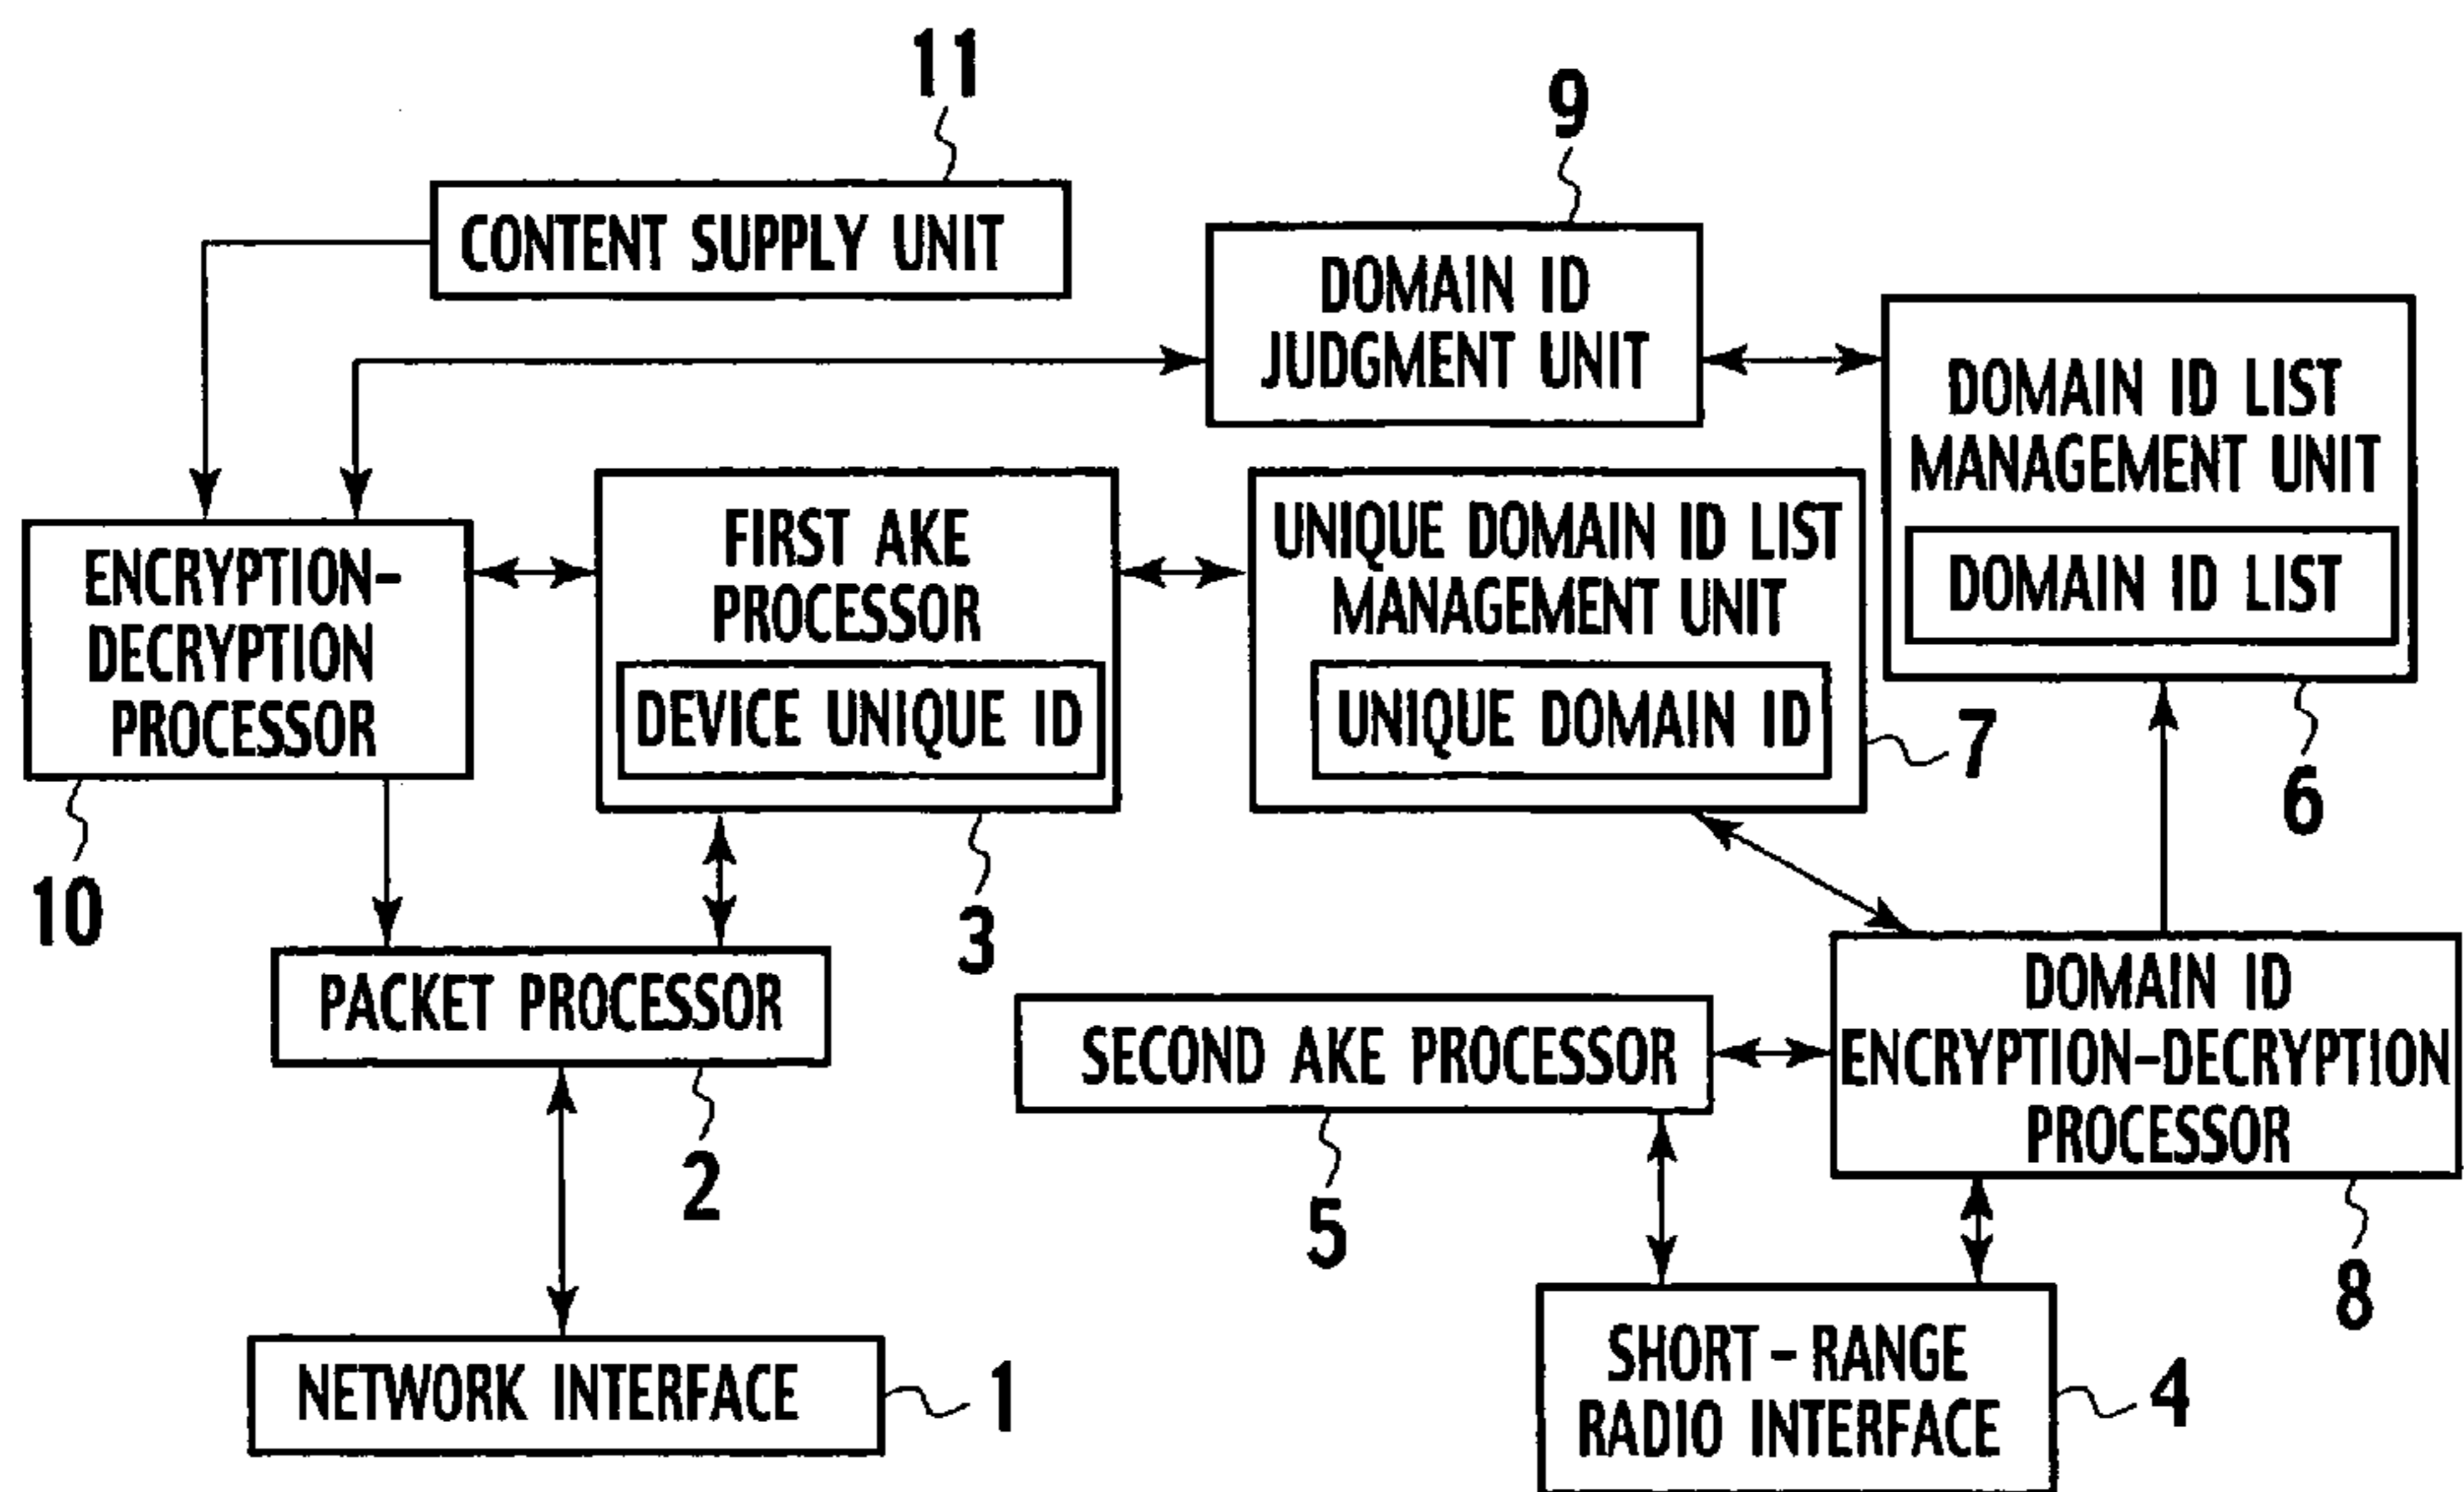 11
9
CONTENT SUPPLY UNIT
DOMAIN ID
JUDGMENT UNIT
DOMAIN ID LIST
MANAGEMENT UNIT
DOMAIN ID LIST
6
ENCRYPTION-
DECRYPTION
PROCESSOR
10
FIRST AKE
PROCESSOR
DEVICE UNIQUE ID
3
UNIQUE DOMAIN ID LIST
MANAGEMENT UNIT
UNIQUE DOMAIN ID
7
PACKET PROCESSOR
2
SECOND AKE PROCESSOR
5
DOMAIN ID
ENCRYPTION-DECRYPTION
PROCESSOR
8
NETWORK INTERFACE
1
SHORT-RANGE
RADIO INTERFACE
4